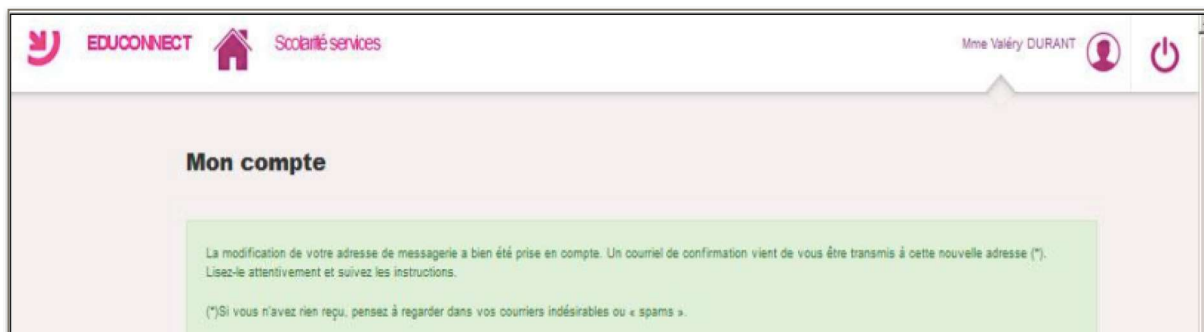 EDUCONNECT
Scolarité services
Mme Valéry DURANT
Mon compte
La modification de votre adresse de messagerie a bien été prise en compte. Un courriel de confirmation vient de vous être transmis à cette nouvelle adresse (*).
Lisez-le attentivement et suivez les instructions.
(*)Si vous n'avez rien reçu, pensez à regarder dans vos courriers indésirables ou « spams ».